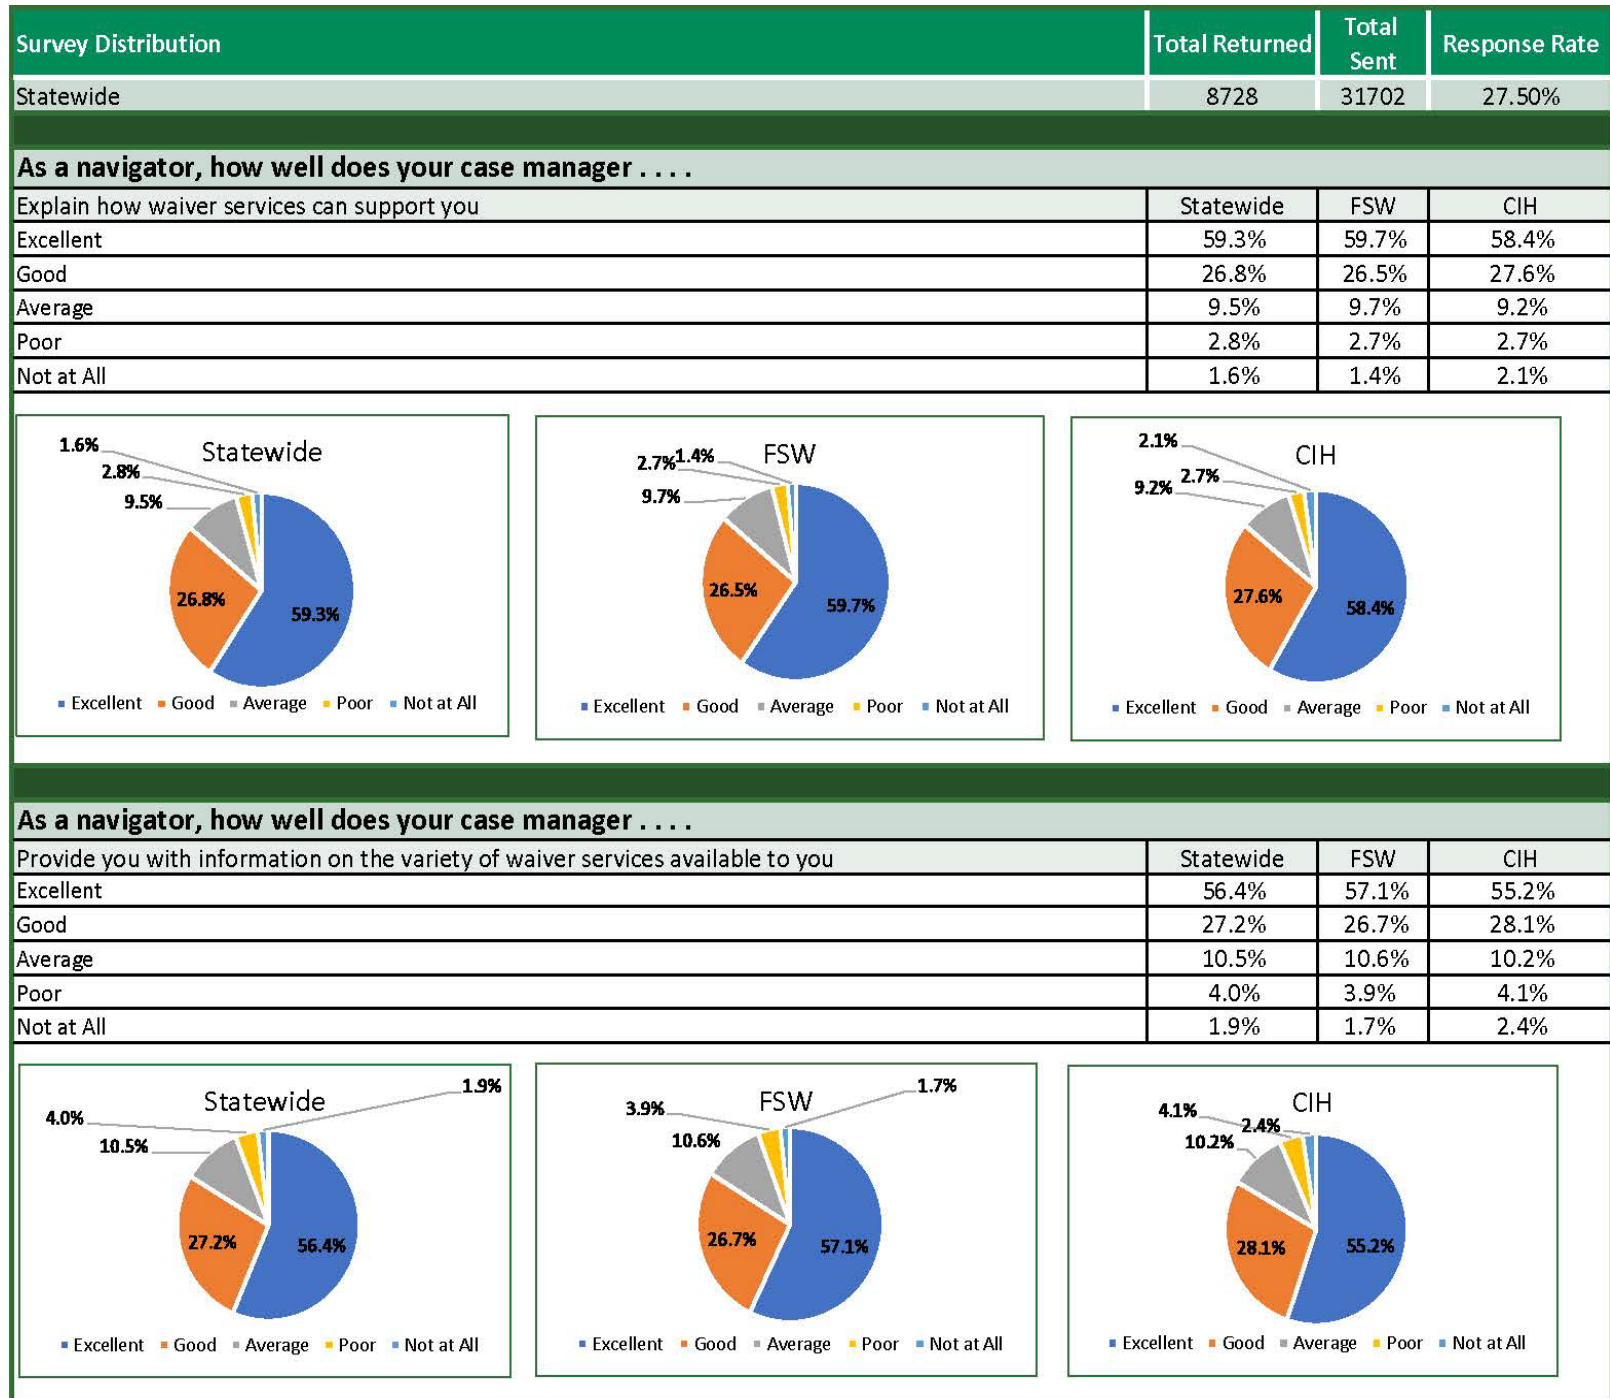 Survey Distribution Total Returned Total Sent Response Rate
Statewide 8728 31702 27.50%
As a navigator, how well does your case manager . . . .
Explain how waiver services can support you Statewide FSW CIH
Excellent 59.3% 59.7% 58.4%
Good 26.8% 26.5% 27.6%
Average 9.5% 9.7% 9.2%
Poor 2.8% 2.7% 2.7%
Not at All 1.6% 1.4% 2.1%
Statewide
1.6%
2.8%
9.5%
26.8%
59.3%
Excellent Good Average Poor Not at All
FSW
2.7% 1.4%
9.7%
26.5%
59.7%
Excellent Good Average Poor Not at All
CIH
2.1%
2.7%
9.2%
27.6%
58.4%
Excellent Good Average Poor Not at All
As a navigator, how well does your case manager . . . .
Provide you with information on the variety of waiver services available to you Statewide FSW CIH
Excellent 56.4% 57.1% 55.2%
Good 27.2% 26.7% 28.1%
Average 10.5% 10.6% 10.2%
Poor 4.0% 3.9% 4.1%
Not at All 1.9% 1.7% 2.4%
Statewide
1.9%
4.0%
10.5%
27.2%
56.4%
Excellent Good Average Poor Not at All
FSW
1.7%
3.9%
10.6%
26.7%
57.1%
Excellent Good Average Poor Not at All
CIH
4.1%
2.4%
10.2%
28.1%
55.2%
Excellent Good Average Poor Not at All